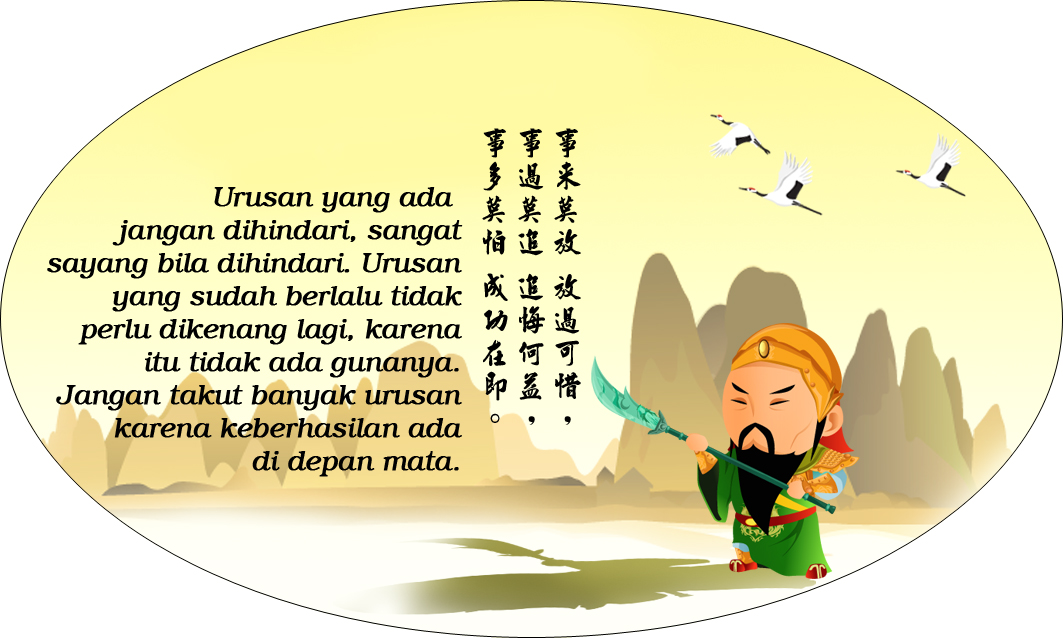 Urusan yang ada
jangan dihindari, sangat
sayang bila dihindari. Urusan
yang sudah berlalu tidak
perlu dikenang lagi, karena
itu tidak ada gunanya.
Jangan takut banyak urusan
karena keberhasilan ada
di depan mata.
事来莫放 放過可惜，
事過莫追 追悔何益，
事多莫怕 成功在即。